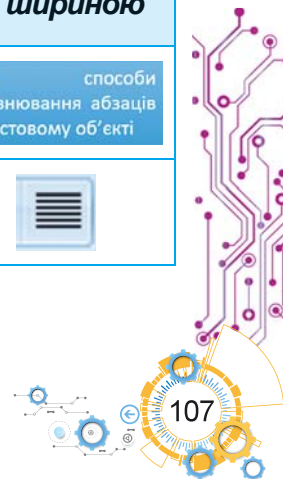 шириною
способи
внювання абзаців
стовому об'єкті
107